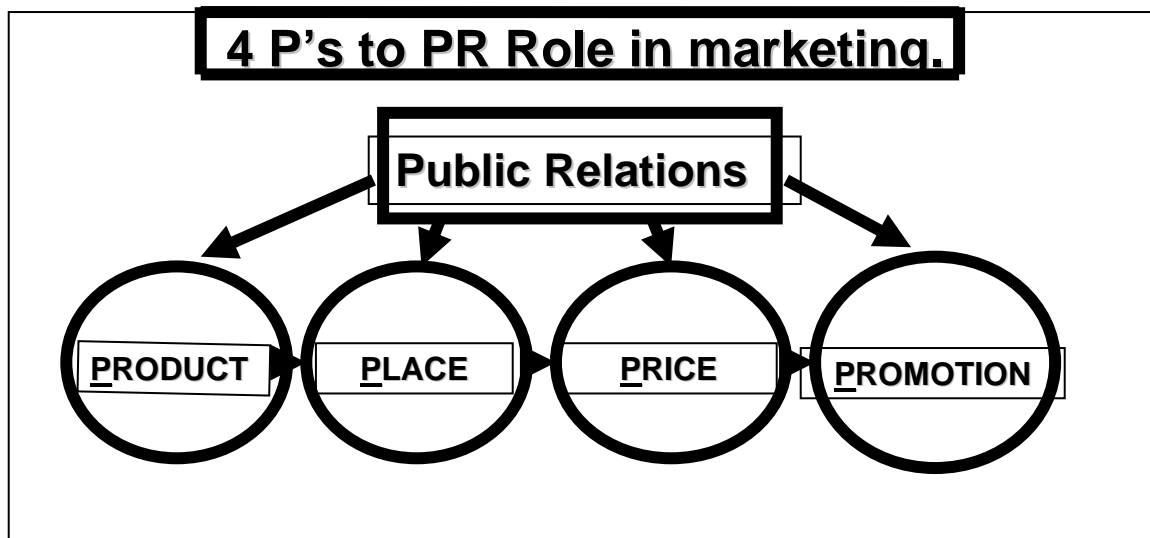 4 P’s to PR Role in marketing.
Public Relations
PRODUCT
PLACE
PRICE
PROMOTION